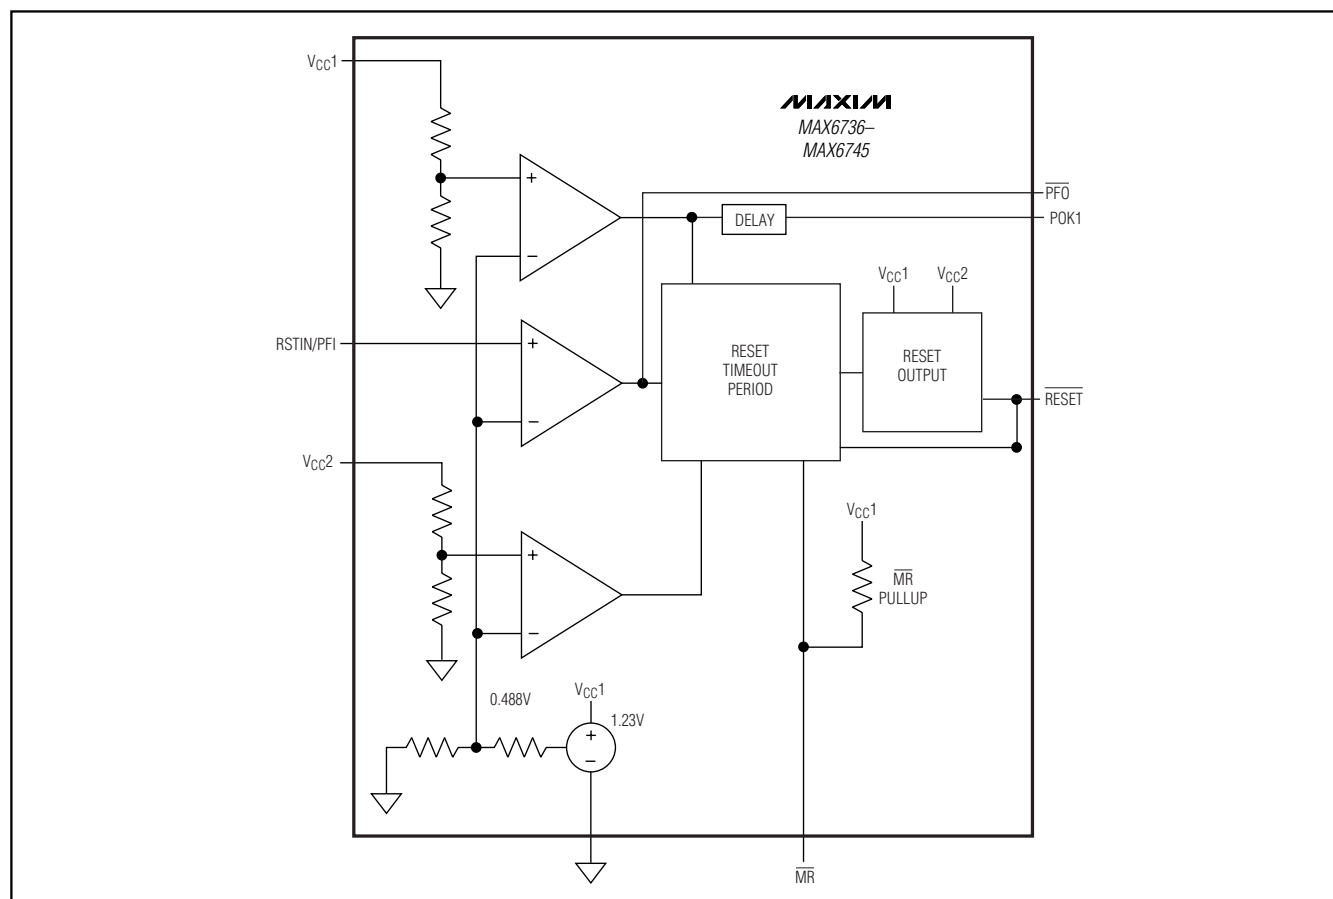 VCC1
MAXIM
MAX6736–
MAX6745
+
−
PFO
DELAY
POK1
VCC1
VCC2
RSTIN/PFI
+
−
RESET
TIMEOUT
PERIOD
RESET
OUTPUT
RESET
VCC2
+
−
VCC1
MR
PULLUP
0.488V
VCC1
1.23V
+
−
MR